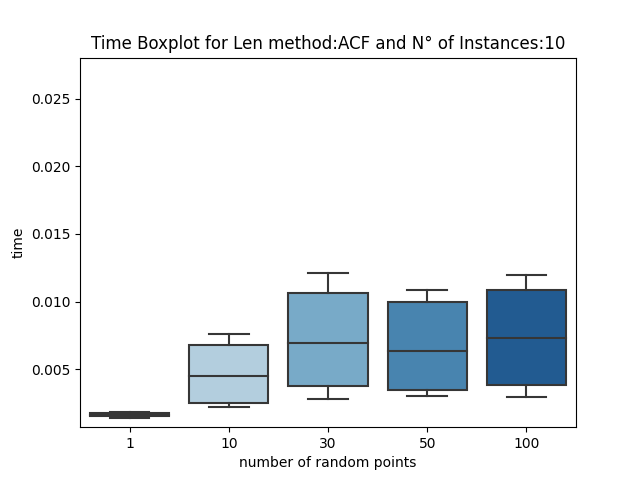 Time Boxplot for Len method:ACF and N° of Instances:10
0.025
0.020
0.015
0.010
0.005
time
1 10 30 50 100
number of random points